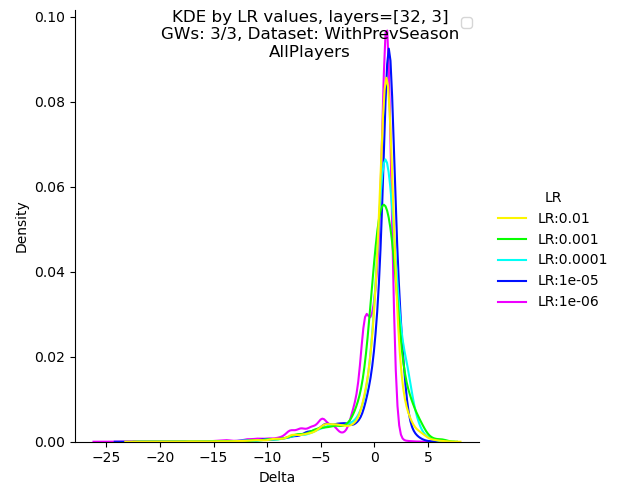 KDE by LR values, layers=[32, 3]
GWs: 3/3, Dataset: WithPrevSeason
AllPlayers
0.10
0.08
0.06
0.04
0.02
0.00
Density
−25
−20
−15
−10
−5
0
5
Delta
LR
LR:0.01
LR:0.001
LR:0.0001
LR:1e-05
LR:1e-06